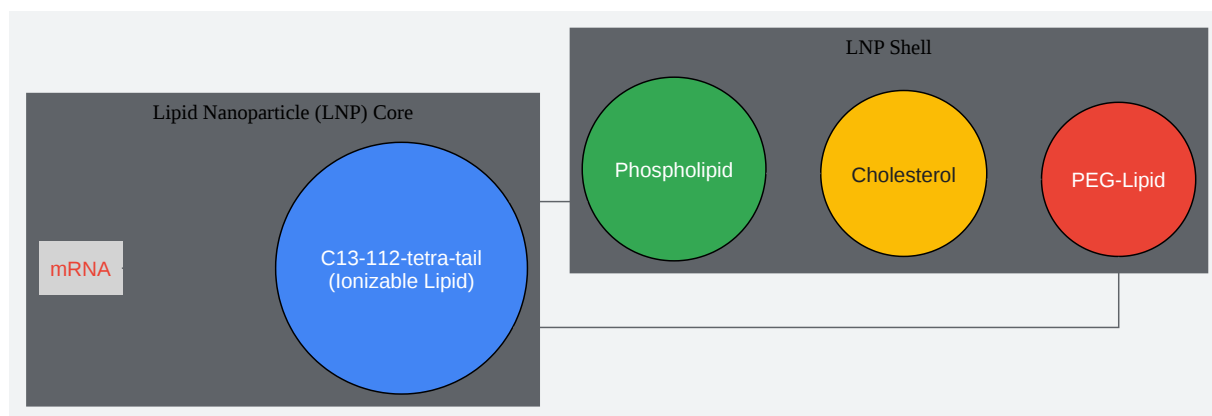 LNP Shell
Lipid Nanoparticle (LNP) Core
Phospholipid
Cholesterol
PEG-Lipid
C13-112-tetra-tail
(Ionizable Lipid)
mRNA